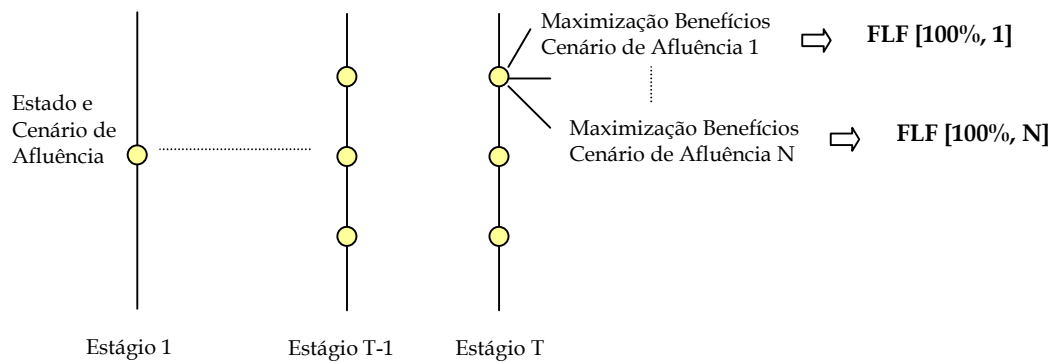 Maximização Benefícios
Cenário de Afluência 1
FLF [100%, 1]
Estado e
Cenário de
Afluência
Maximização Benefícios
Cenário de Afluência N
FLF [100%, N]
Estágio 1
Estágio T-1
Estágio T